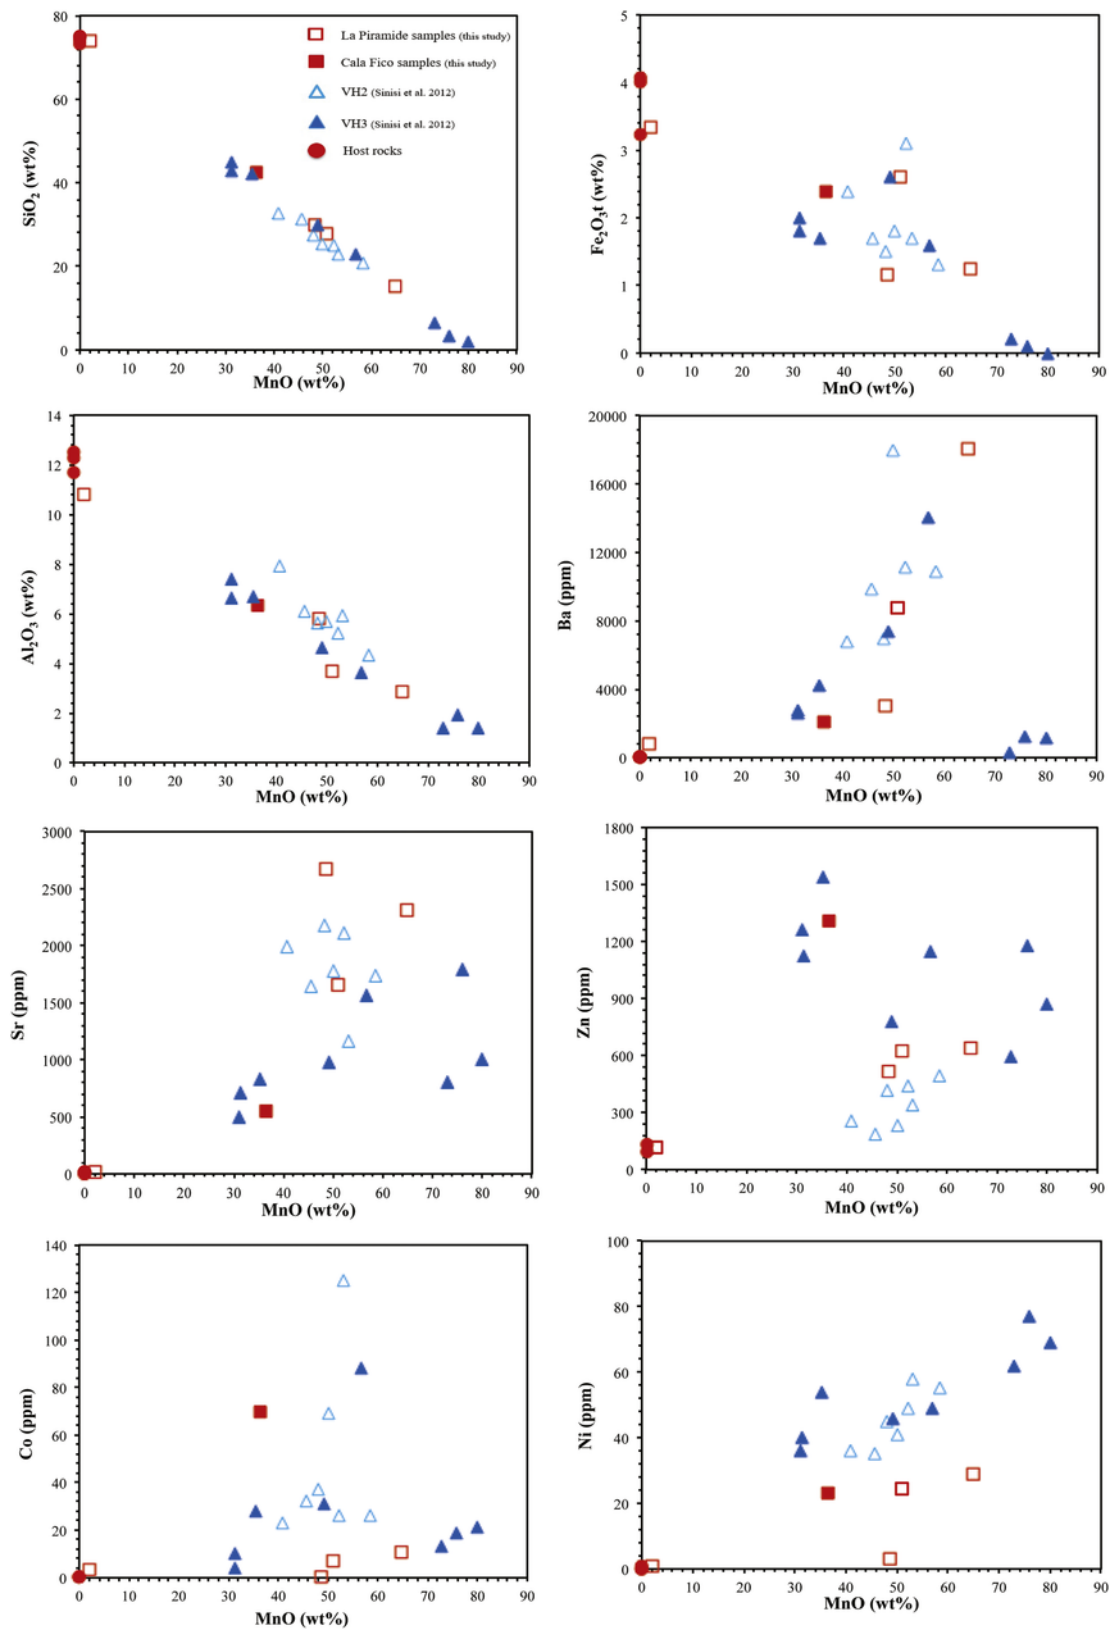 80
60
40
20
0
SiO2 (wt%)
0 10 20 30 40 50 60 70 80 90
MnO (wt%)
La Piramide samples (this study)
Cala Fico samples (this study)
VH2 (Sinisi et al. 2012)
VH3 (Sinisi et al. 2012)
Host rocks
5
4
3
2
1
0
Fe2O3t (wt%)
0 10 20 30 40 50 60 70 80 90
MnO (wt%)
14
12
10
8
6
4
2
0
Al2O3 (wt%)
0 10 20 30 40 50 60 70 80 90
MnO (wt%)
20000
16000
12000
8000
4000
0
Ba (ppm)
0 10 20 30 40 50 60 70 80 90
MnO (wt%)
3000
2500
2000
1500
1000
500
0
Sr (ppm)
0 10 20 30 40 50 60 70 80 90
MnO (wt%)
1800
1500
1200
900
600
300
0
Zn (ppm)
0 10 20 30 40 50 60 70 80 90
MnO (wt%)
140
120
100
80
60
40
20
0
Co (ppm)
0 10 20 30 40 50 60 70 80 90
MnO (wt%)
100
80
60
40
20
0
Ni (ppm)
0 10 20 30 40 50 60 70 80 90
MnO (wt%)